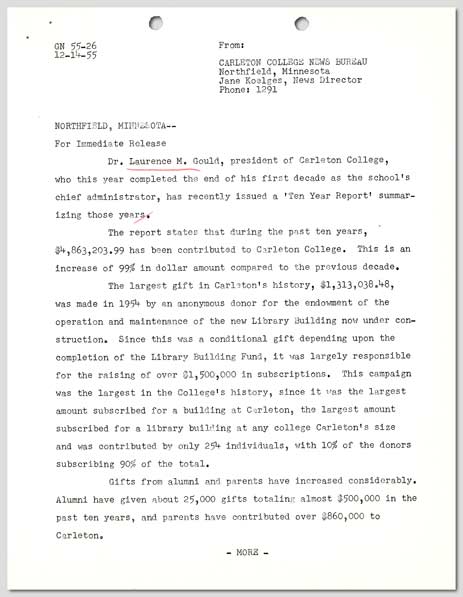 GN 55-26
12-14-55
From:
CARLETON COLLEGE NEWS BUREAU
Northfield, Minnesota
Jane Koelges, News Director
Phone: 1291
NORTHFIELD, MINNESOTA--
For Immediate Release
Dr. Laurence M. Gould, president of Carleton College,
who this year completed the end of his first decade as the school's
chief administrator, has recently issued a 'Ten Year Report' summar-
izing those years.
The report states that during the past ten years,
$4,863,203.99 has been contributed to Carleton College. This is an
increase of 99% in dollar amount compared to the previous decade.
The largest gift in Carleton's history, $1,313,038.48,
was made in 1954 by an anonymous donor for the endowment of the
operation and maintenance of the new Library Building now under con-
struction. Since this was a conditional gift depending upon the
completion of the Library Building Fund, it was largely responsible
for the raising of over $1,500,000 in subscriptions. This campaign
was the largest in the College's history, since it was the largest
amount subscribed for a building at Carleton, the largest amount
subscribed for a library building at any college Carleton's size
and was contributed by only 254 individuals, with 10% of the donors
subscribing 90% of the total.
Gifts from alumni and parents have increased considerably.
Alumni have given about 25,000 gifts totaling almost $500,000 in the
past ten years, and parents have contributed over $860,000 to
Carleton.
- MORE -